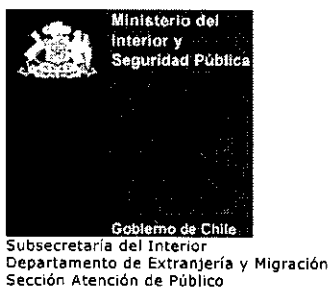 Ministerio del
Interior y
Seguridad Pública
Gobierno de Chile
Subsecretaría del Interior
Departamento de Extranjería y Migración
Sección Atención de Público